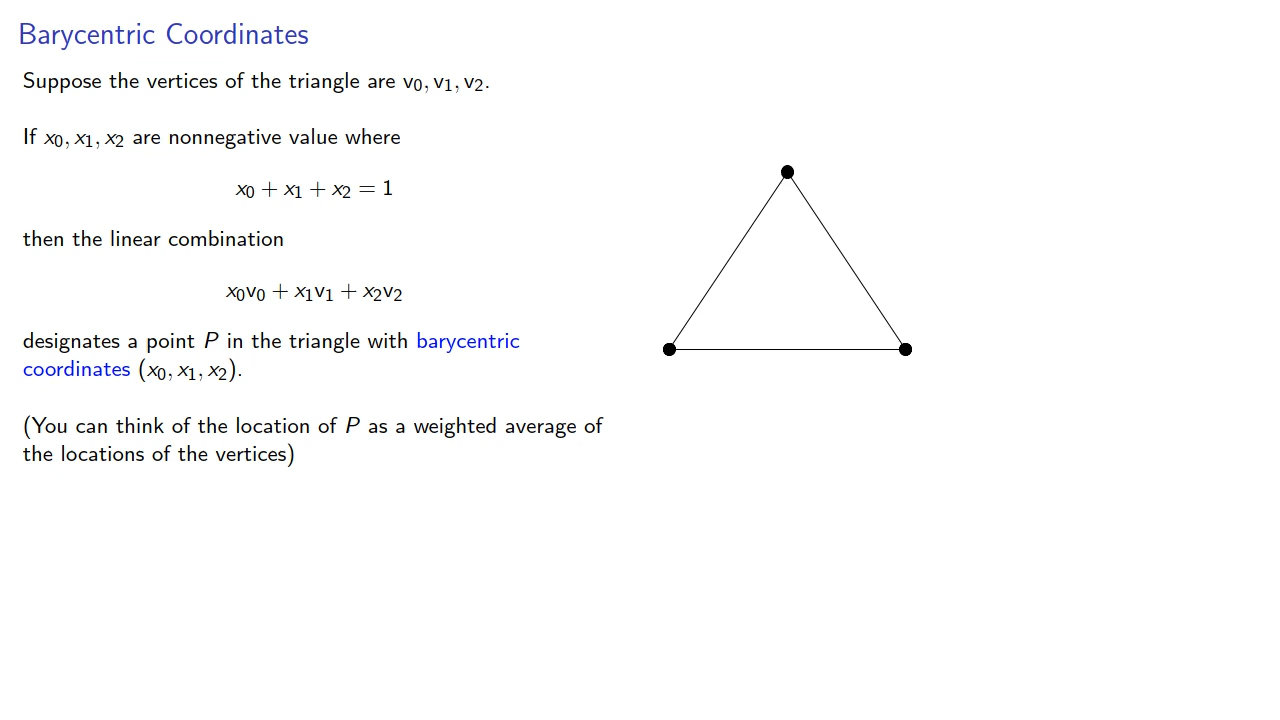 Barycentric Coordinates
Suppose the vertices of the triangle are v₀, v₁, v₂.
If x₀, x₁, x₂ are nonnegative value where
x₀ + x₁ + x₂ = 1
then the linear combination
x₀v₀ + x₁v₁ + x₂v₂
designates a point P in the triangle with barycentric
coordinates (x₀, x₁, x₂).
(You can think of the location of P as a weighted average of
the locations of the vertices)